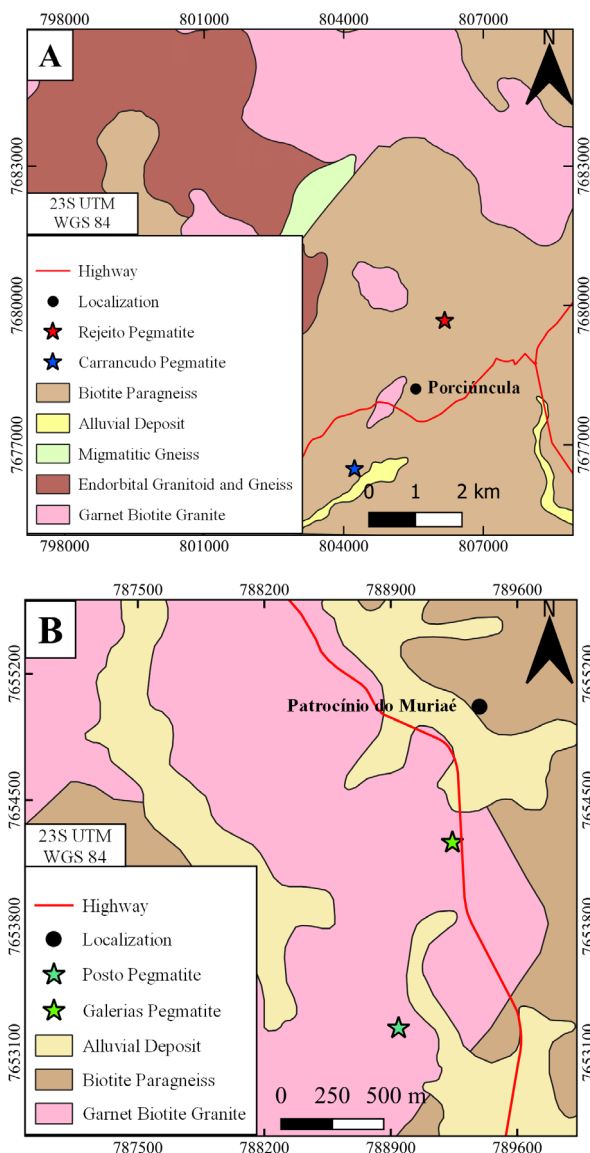 798000 801000 804000 807000
A
N
7683000 7683000
23S UTM
WGS 84
Highway
Localization
Rejeito Pegmatite
Carrancudo Pegmatite
Biotite Paragneiss
Alluvial Deposit
Migmatitic Gneiss
Endorbital Granitoid and Gneiss
Garnet Biotite Granite
7680000 7680000
Porciúncula
7677000 7677000
0 1 2 km
798000 801000 804000 807000
787500 788200 788900 789600
B
N
7655200 7655200
Patrocínio do Muriaé
7654500 7654500
23S UTM
WGS 84
Highway
Localization
Posto Pegmatite
Galerias Pegmatite
Alluvial Deposit
Biotite Paragneiss
Garnet Biotite Granite
7653800 7653800
7653100 7653100
0 250 500 m
787500 788200 788900 789600